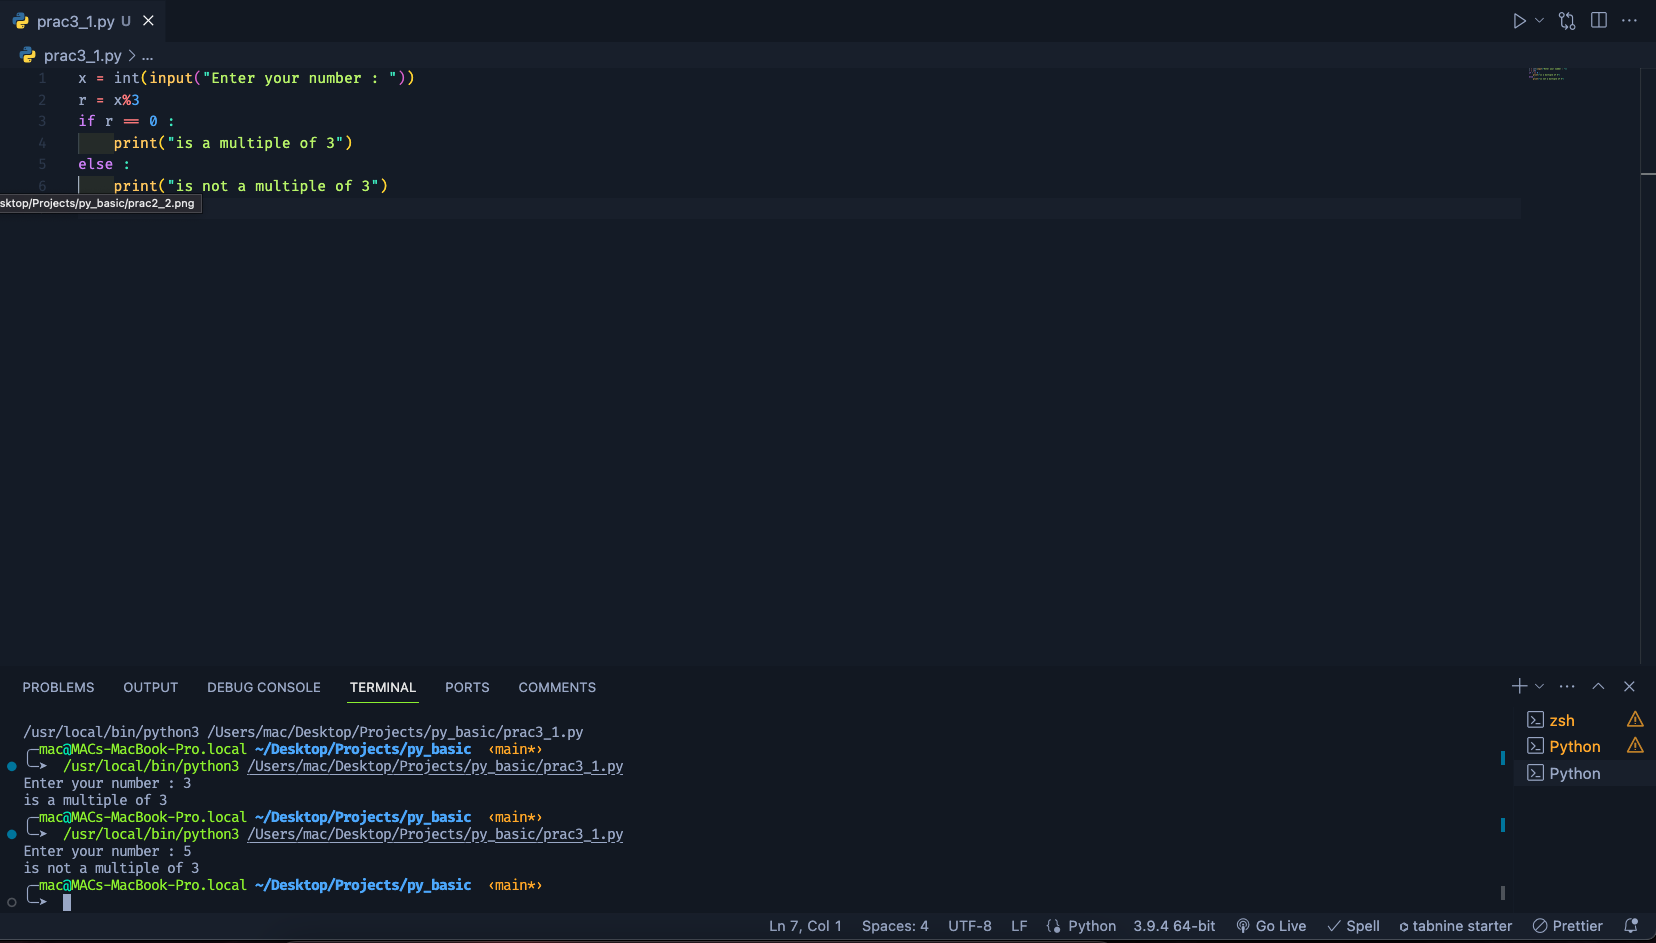 prac3_1.py U
prac3_1.py > ...
1 x = int(input("Enter your number : "))
2 r = x%3
3 if r == 0 :
4 print("is a multiple of 3")
5 else :
6 print("is not a multiple of 3")
sktop/Projects/py_basic/prac2_2.png
PROBLEMS OUTPUT DEBUG CONSOLE TERMINAL PORTS COMMENTS
/usr/local/bin/python3 /Users/mac/Desktop/Projects/py_basic/prac3_1.py
mac@MACs-MacBook-Pro.local ~/Desktop/Projects/py_basic ‹main*›
/usr/local/bin/python3 /Users/mac/Desktop/Projects/py_basic/prac3_1.py
Enter your number : 3
is a multiple of 3
mac@MACs-MacBook-Pro.local ~/Desktop/Projects/py_basic ‹main*›
/usr/local/bin/python3 /Users/mac/Desktop/Projects/py_basic/prac3_1.py
Enter your number : 5
is not a multiple of 3
mac@MACs-MacBook-Pro.local ~/Desktop/Projects/py_basic ‹main*›
zsh
Python
Python
Ln 7, Col 1 Spaces: 4 UTF-8 LF Python 3.9.4 64-bit Go Live Spell tabnine starter Prettier